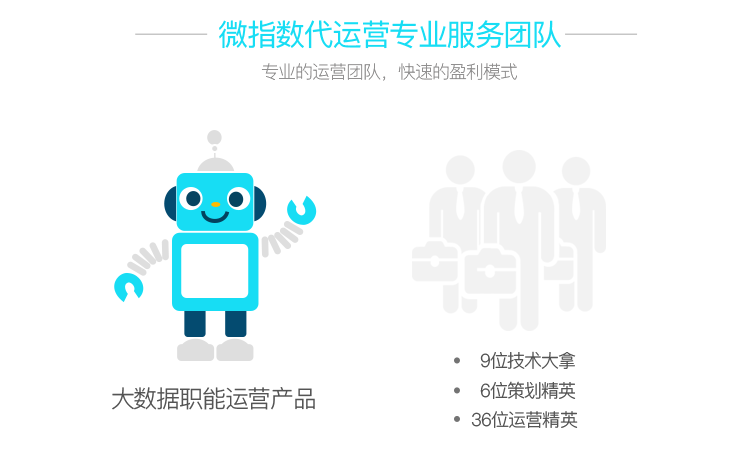 微指数代运营专业服务团队
专业的运营团队，快速的盈利模式
大数据职能运营产品
• 9位技术大拿
• 6位策划精英
• 36位运营精英